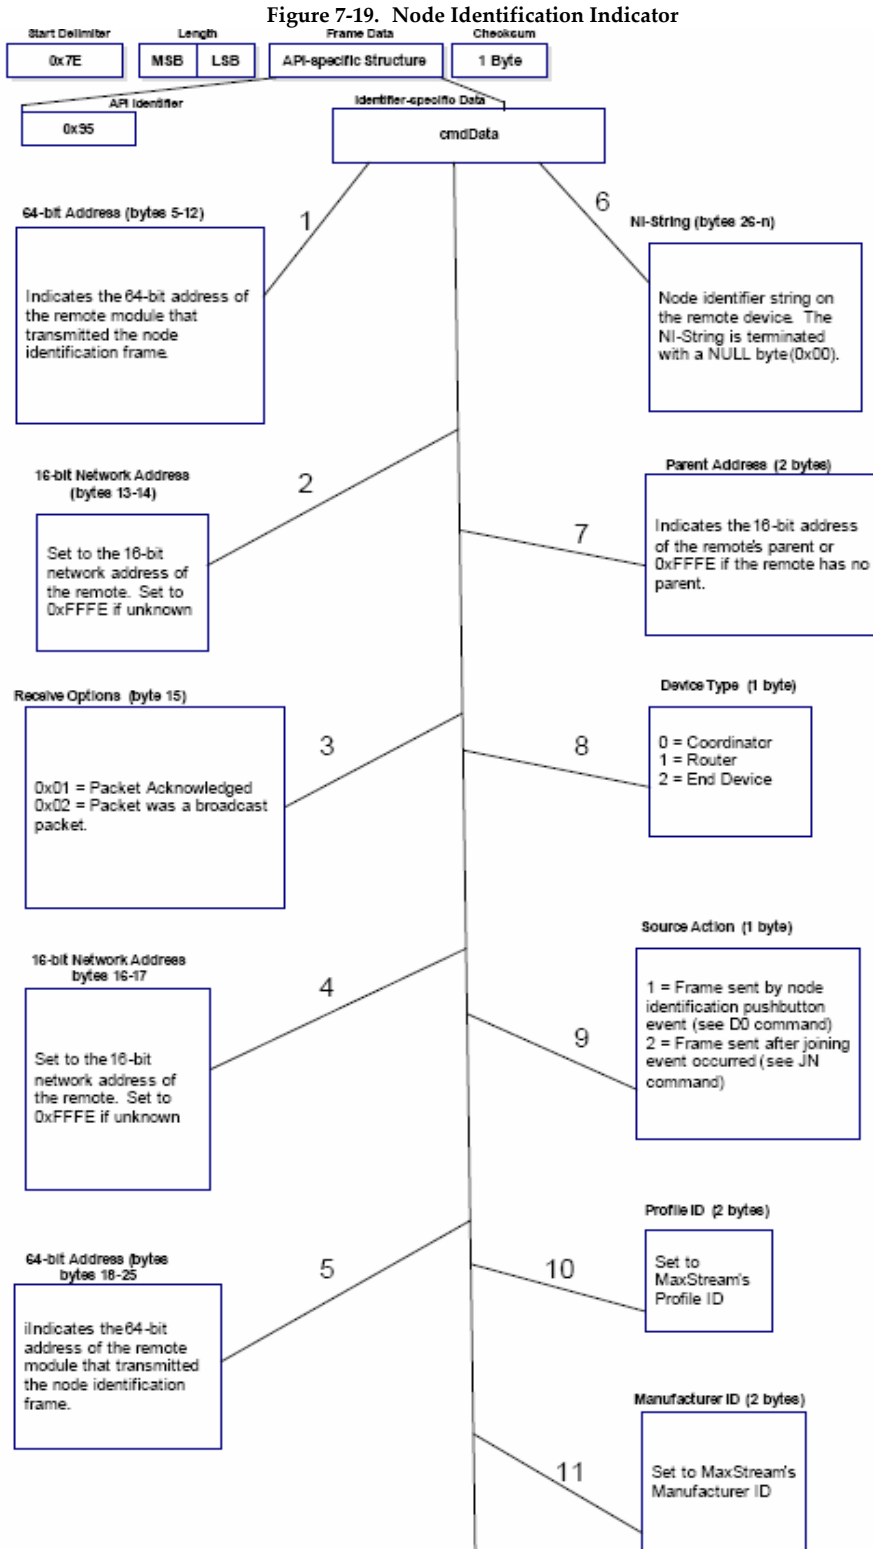 Figure 7-19. Node Identification Indicator
Start Delimiter
Length
Frame Data
Checksum
0x7E
MSB
LSB
API-specific Structure
1 Byte
API Identifier
Identifier-specific Data
0x95
cmdData
1
6
64-bit Address (bytes 5-12)
Indicates the 64-bit address of
the remote module that
transmitted the node
identification frame.
NI-String (bytes 26-n)
Node identifier string on
the remote device. The
NI-String is terminated
with a NULL byte (0x00).
2
16-bit Network Address
(bytes 13-14)
Set to the 16-bit
network address of
the remote. Set to
0xFFFE if unknown
7
Parent Address (2 bytes)
Indicates the 16-bit address
of the remote's parent or
0xFFFE if the remote has no
parent.
3
Receive Options (byte 15)
0x01 = Packet Acknowledged
0x02 = Packet was a broadcast
packet.
8
Device Type (1 byte)
0 = Coordinator
1 = Router
2 = End Device
4
16-bit Network Address
bytes 16-17
Set to the 16-bit
network address of
the remote. Set to
0xFFFE if unknown
9
Source Action (1 byte)
1 = Frame sent by node
identification pushbutton
event (see D0 command)
2 = Frame sent after joining
event occurred (see JN
command)
5
64-bit Address (bytes
bytes 18-25
iIndicates the 64-bit
address of the remote
module that transmitted
the node identification
frame.
10
Profile ID (2 bytes)
Set to
MaxStream's
Profile ID
11
Manufacturer ID (2 bytes)
Set to MaxStream's
Manufacturer ID